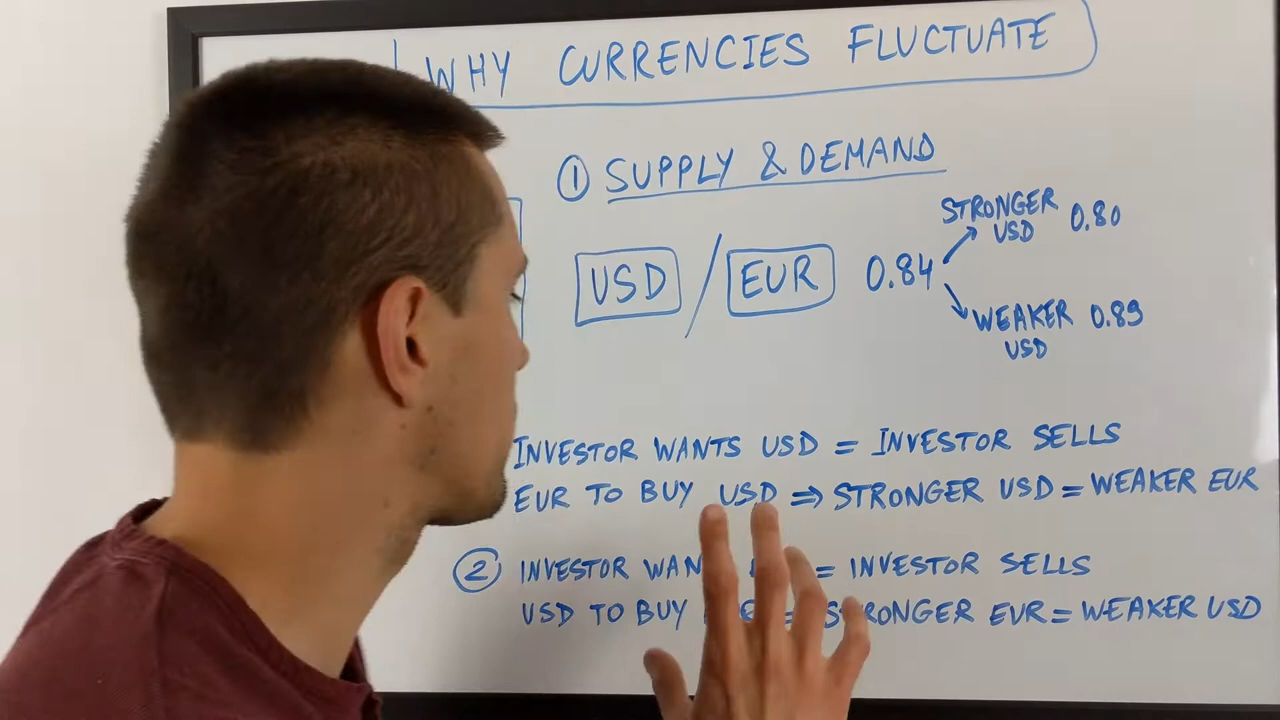 WHY CURRENCIES FLUCTUATE
① SUPPLY & DEMAND
USD / EUR 0.84
STRONGER USD 0.80
WEAKER USD 0.89
INVESTOR WANTS USD = INVESTOR SELLS
EUR TO BUY USD ⇒ STRONGER USD = WEAKER EUR
② INVESTOR = INVESTOR SELLS
USD TO BUY = STRONGER EUR = WEAKER USD